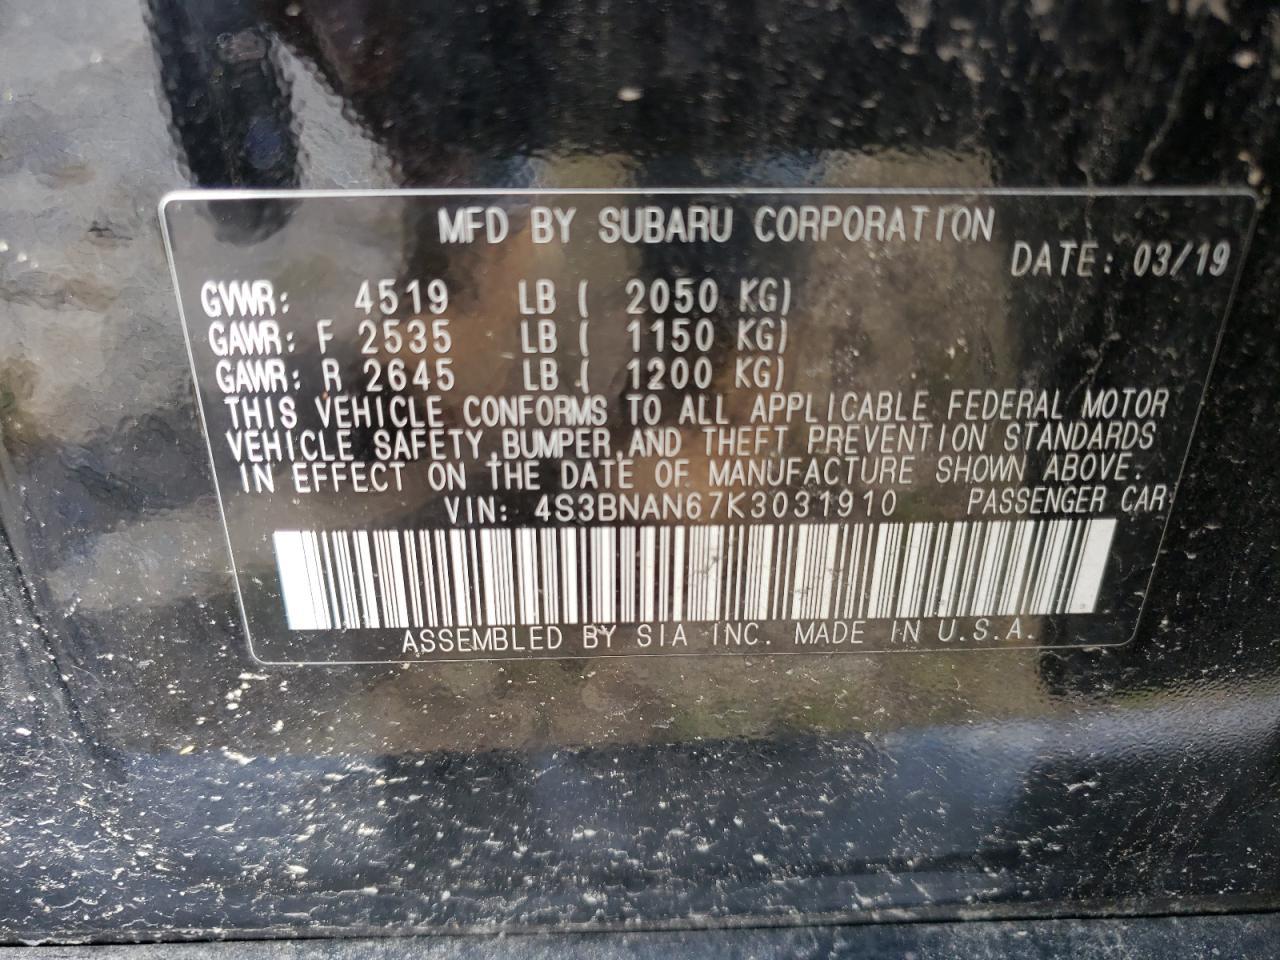 MFD BY SUBARU CORPORATION
DATE: 03/19
GVWR: 4519 LB ( 2050 KG)
GAWR: F 2535 LB ( 1150 KG)
GAWR: R 2645 LB ( 1200 KG)
THIS VEHICLE CONFORMS TO ALL APPLICABLE FEDERAL MOTOR
VEHICLE SAFETY,BUMPER,AND THEFT PREVENTION STANDARDS
IN EFFECT ON THE DATE OF MANUFACTURE SHOWN ABOVE.
VIN: 4S3BNAN67K3031910 PASSENGER CAR
ASSEMBLED BY SIA INC. MADE IN U.S.A.